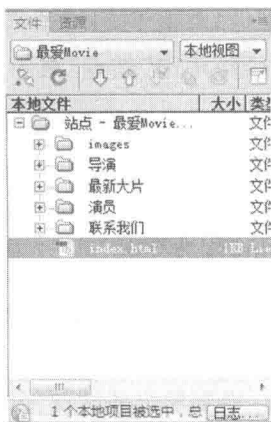 文件 资源
最爱Movie 本地视图
本地文件 大小 类
站点 - 最爱Movie...  文件
images 文件
导演 文件
最新大片 文件
演员 文件
联系我们 文件
index.html 1KB
1 个本地项目被选中，总 日志...